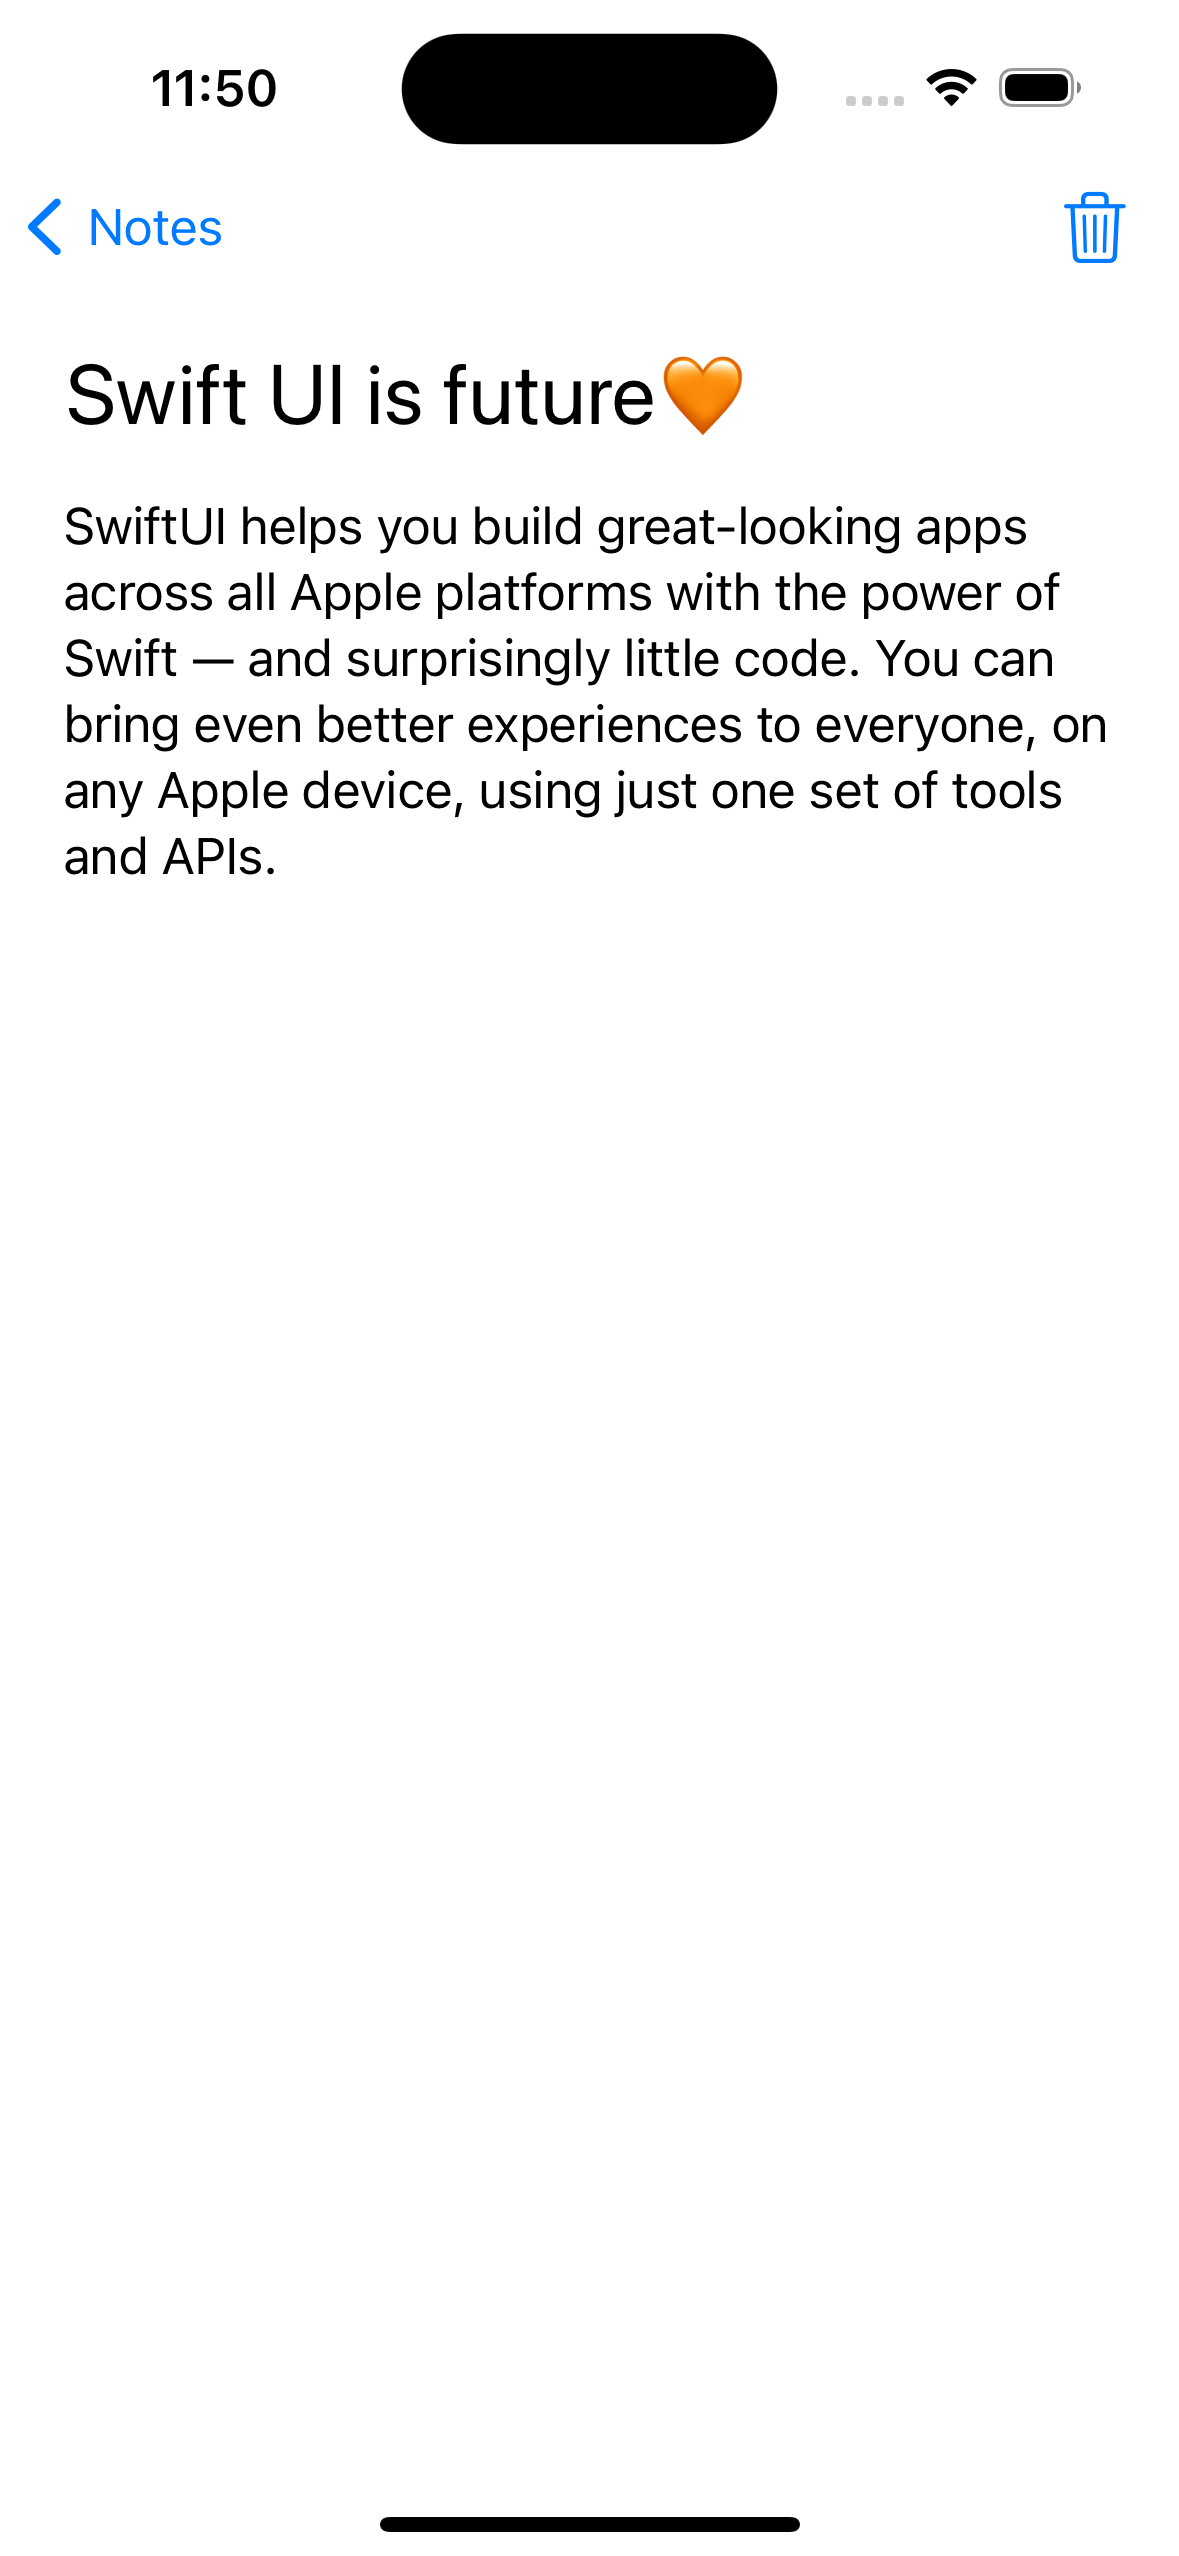 11:50
Notes
Swift UI is future🧡
SwiftUI helps you build great-looking apps
across all Apple platforms with the power of
Swift — and surprisingly little code. You can
bring even better experiences to everyone, on
any Apple device, using just one set of tools
and APIs.